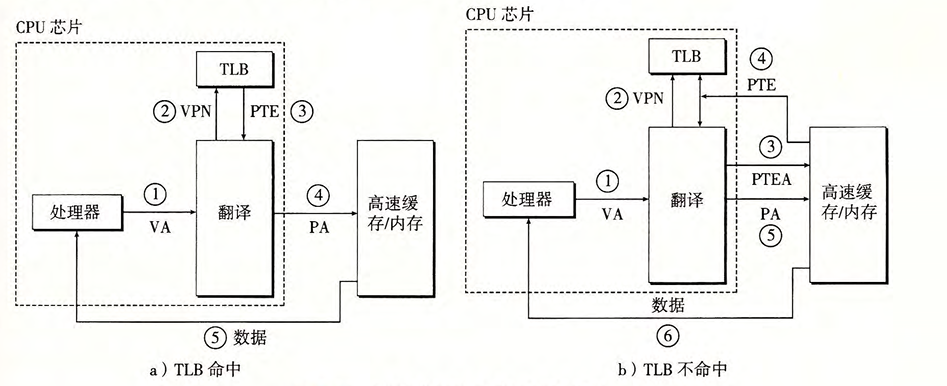 CPU 芯片
TLB
② VPN
PTE ③
①
处理器
VA
翻译
④
PA
高速缓
存/内存
⑤ 数据
a）TLB 命中
CPU 芯片
TLB
④
PTE
② VPN
①
处理器
VA
翻译
③
PTEA
PA
⑤
高速缓
存/内存
数据
⑥
b）TLB 不命中